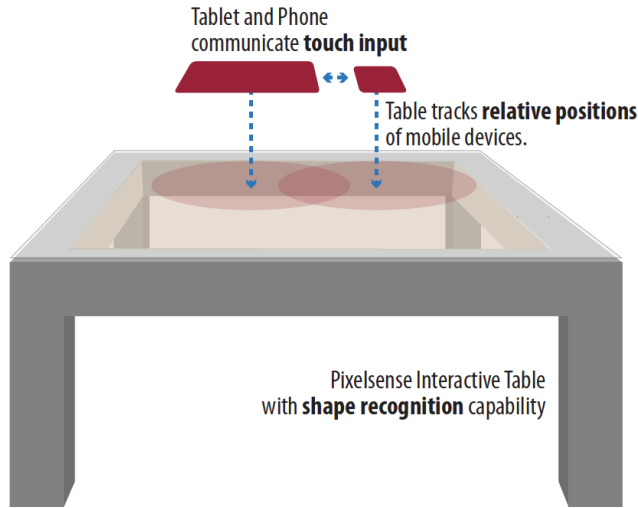 Tablet and Phone
communicate touch input
Table tracks relative positions
of mobile devices.
Pixelsense Interactive Table
with shape recognition capability